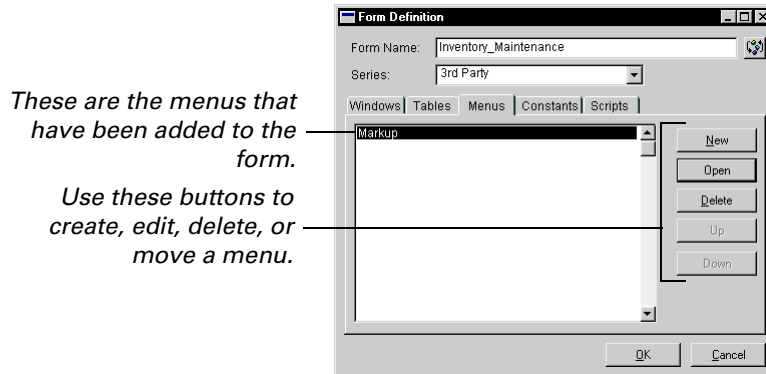 Form Definition
Form Name: Inventory_Maintenance
Series: 3rd Party
Windows Tables Menus Constants Scripts
These are the menus that
have been added to the
form.
Markup
Use these buttons to
create, edit, delete, or
move a menu.
New
Open
Delete
Up
Down
OK Cancel